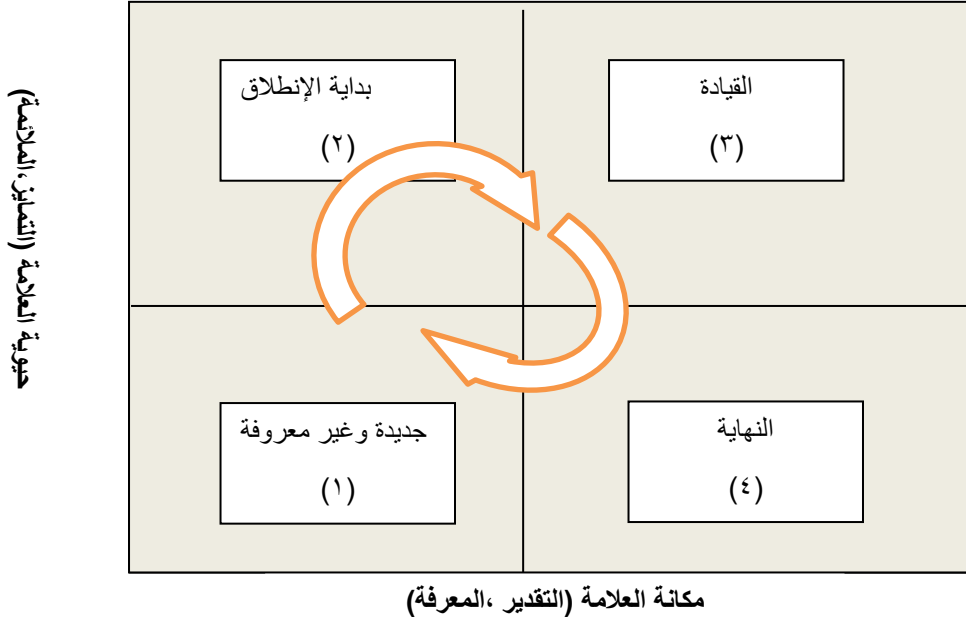 القيادة
(٣)
بداية الإنطلاق
(٢)
النهاية
(٤)
جديدة وغير معروفة
(١)
حيوية العلامة (التمايز،الملائمة)
مكانة العلامة (التقدير ،المعرفة)